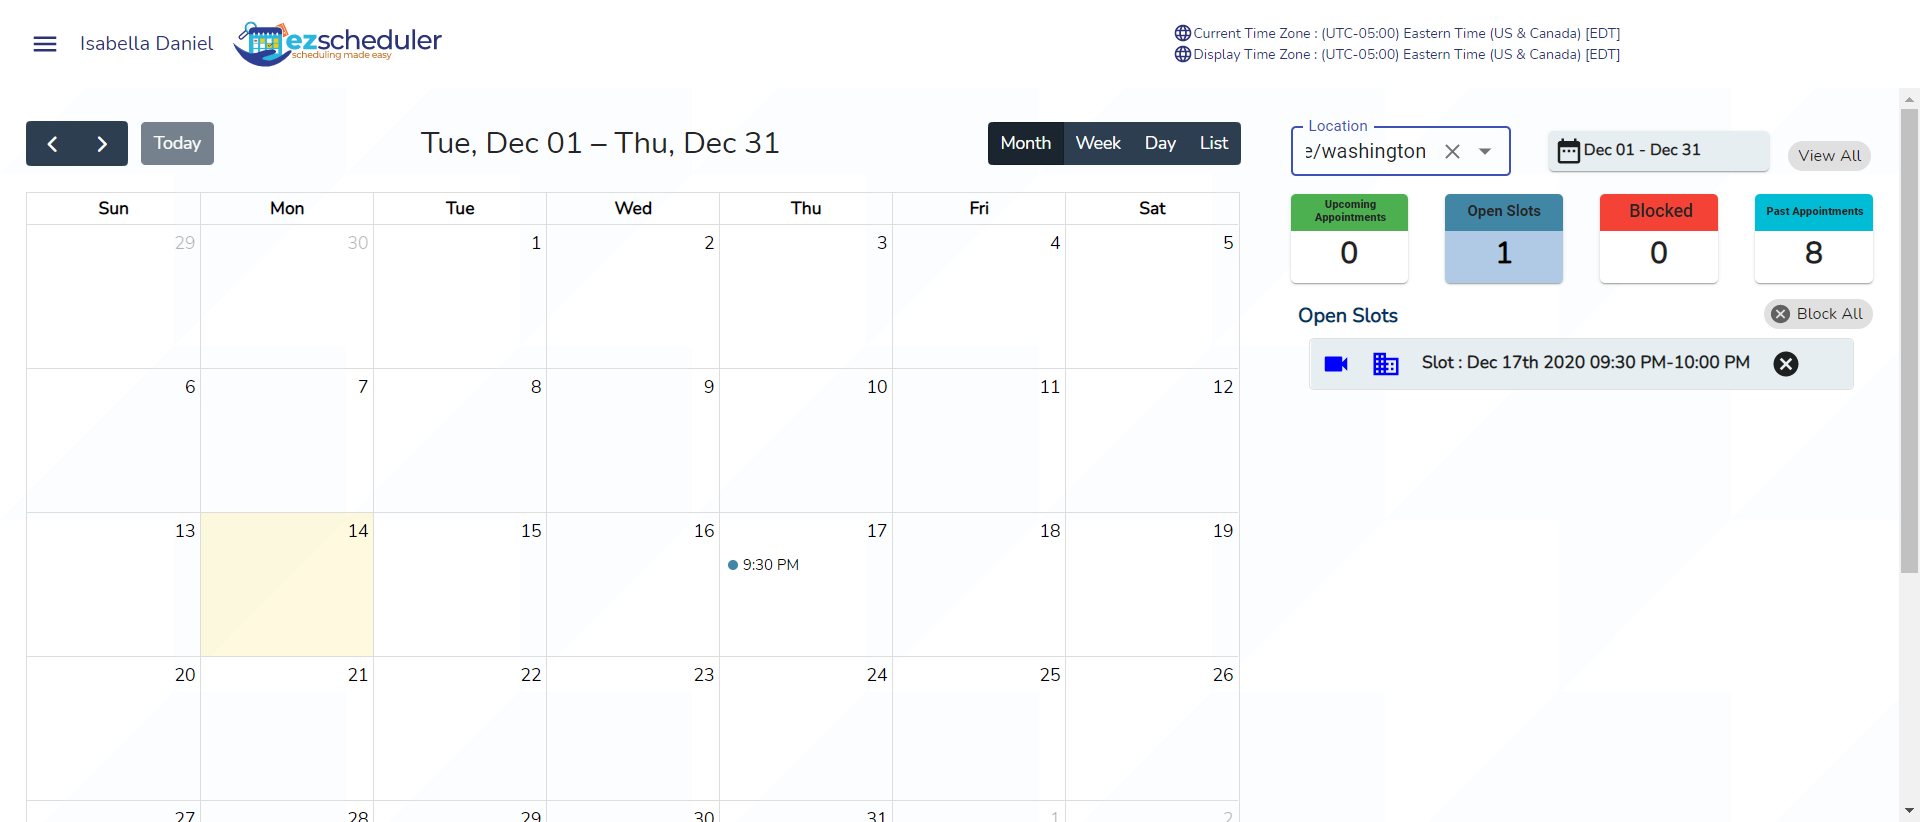 Isabella Daniel
ezscheduler
scheduling made easy
Current Time Zone : (UTC-05:00) Eastern Time (US & Canada) [EDT]
Display Time Zone : (UTC-05:00) Eastern Time (US & Canada) [EDT]
Today
Tue, Dec 01 – Thu, Dec 31
Month Week Day List
Sun Mon Tue Wed Thu Fri Sat
29 30 1 2 3 4 5
6 7 8 9 10 11 12
13 14 15 16 17 18 19
9:30 PM
20 21 22 23 24 25 26
27 28 29 30 31 1 2
Location
e/washington
Dec 01 - Dec 31
View All
Upcoming
Appointments
0
Open Slots
1
Blocked
0
Past Appointments
8
Open Slots
Block All
Slot : Dec 17th 2020 09:30 PM-10:00 PM